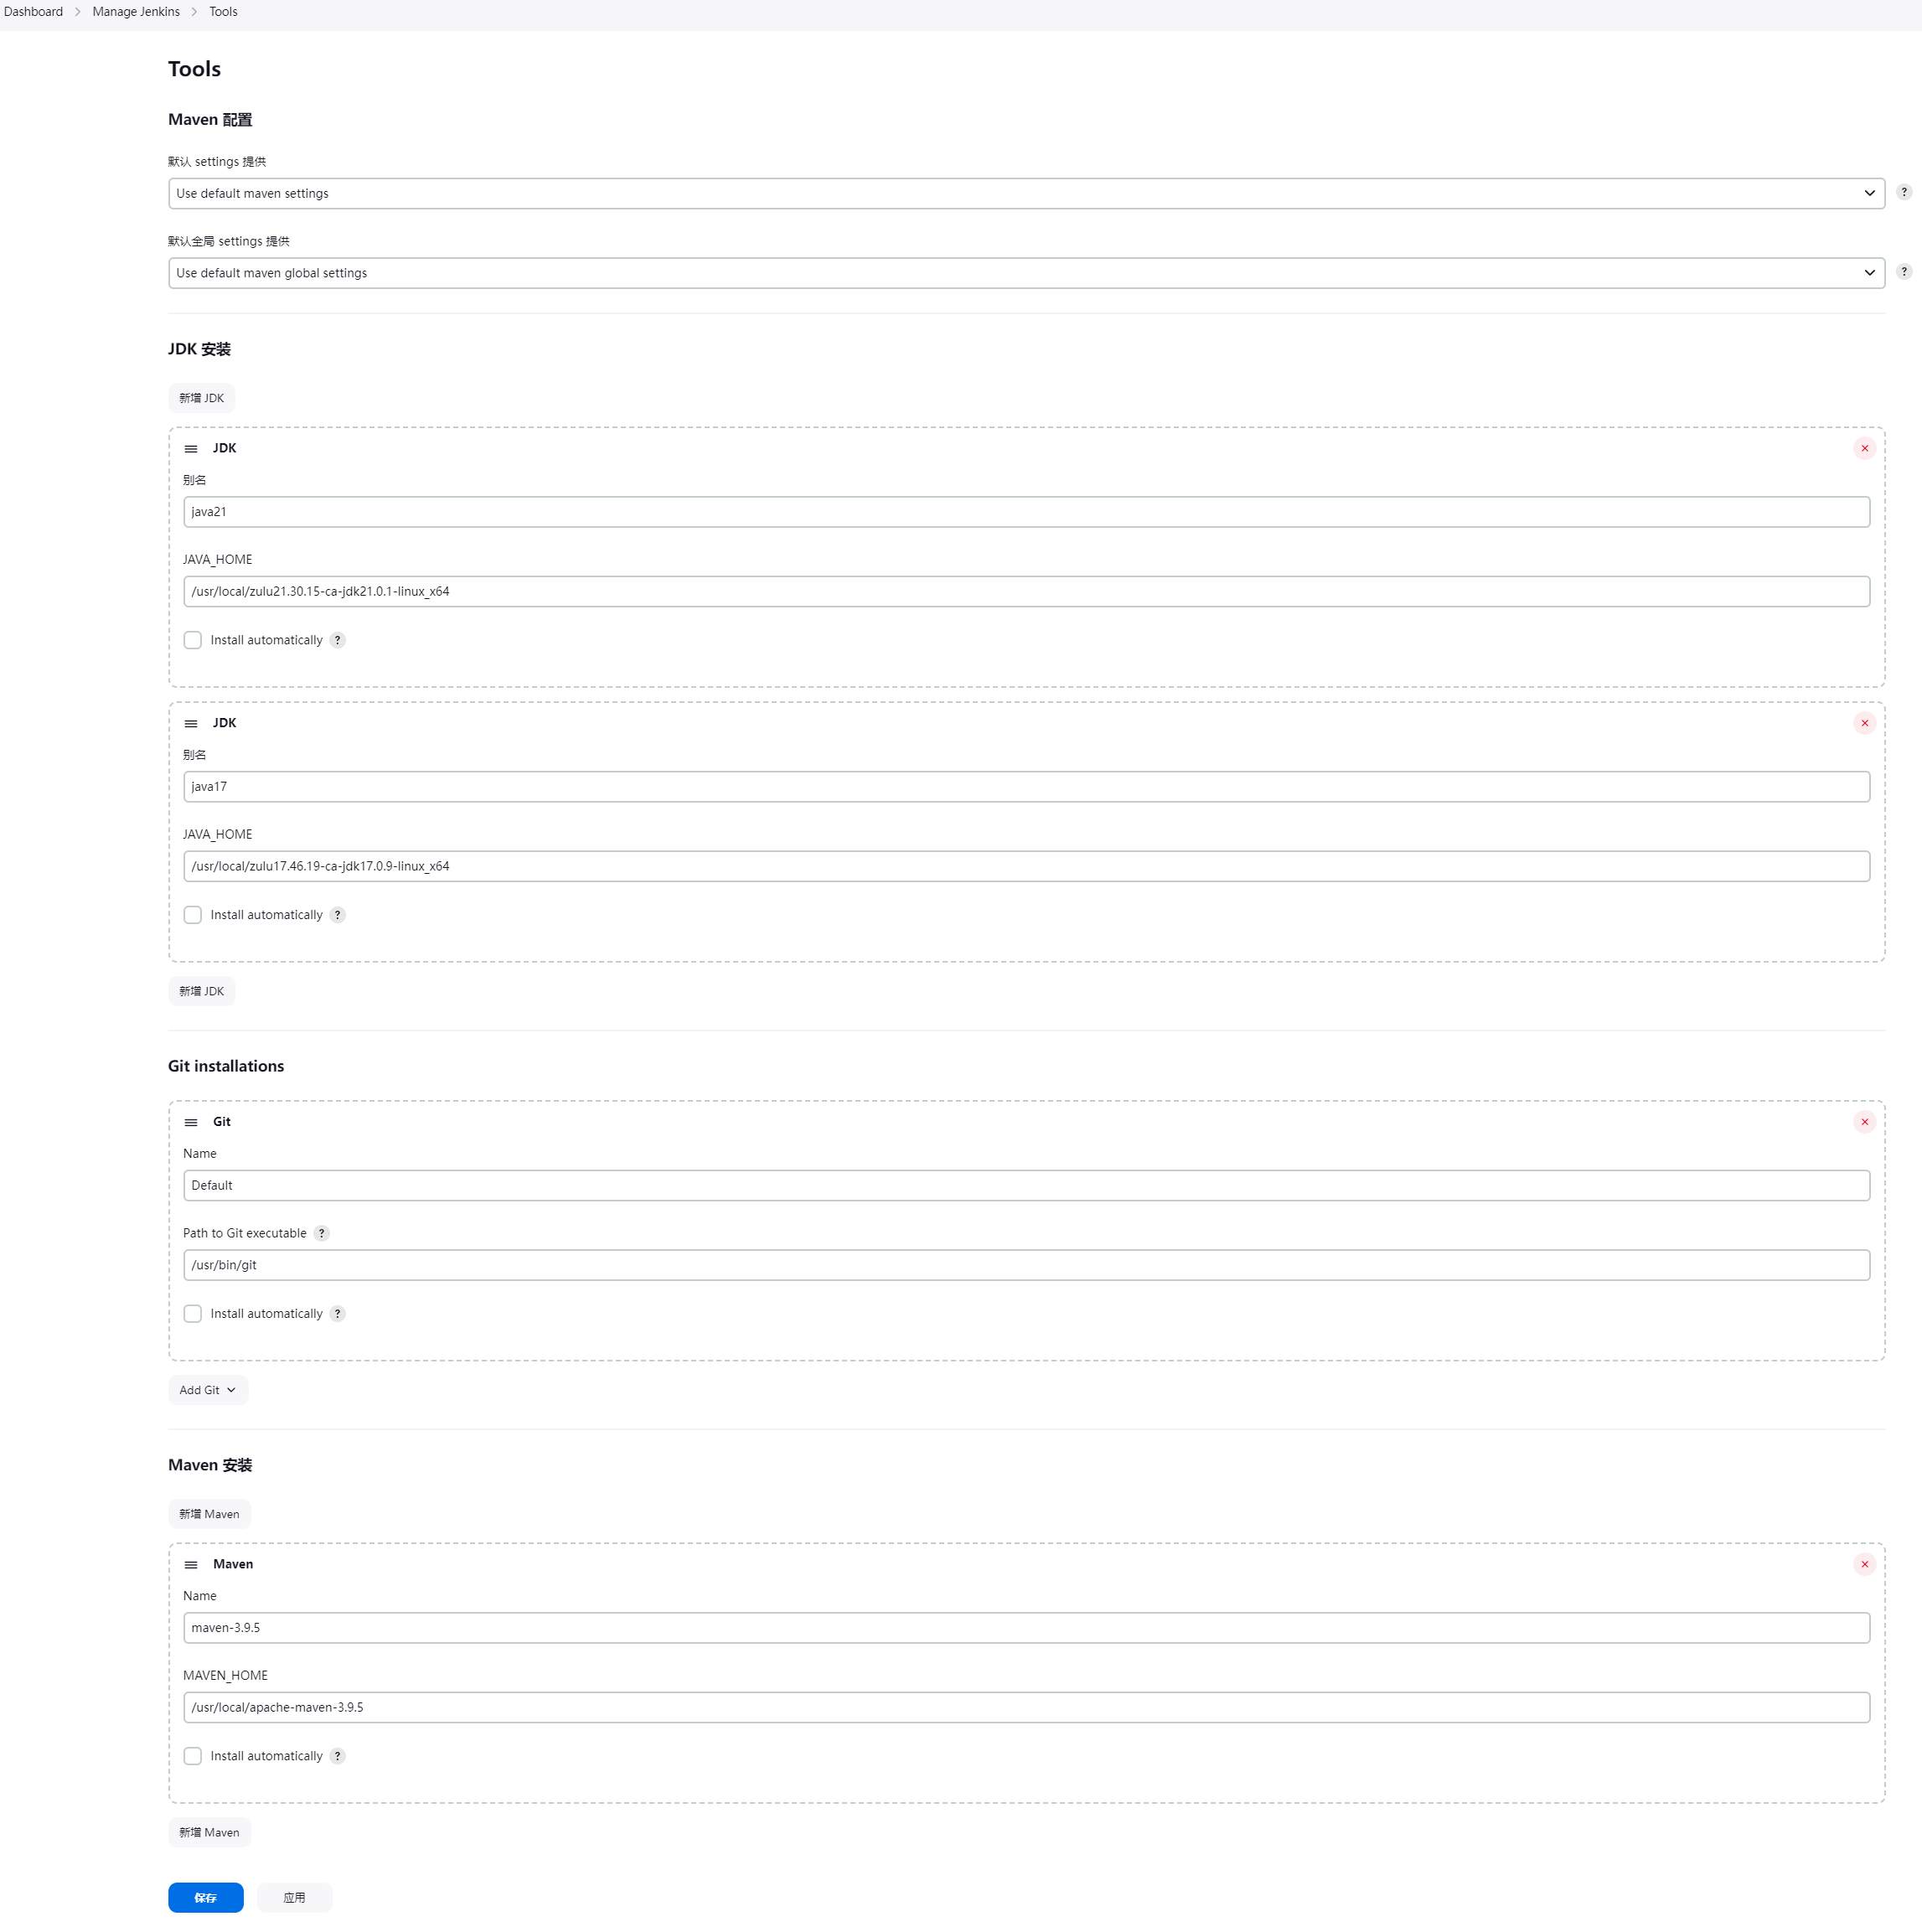 Dashboard > Manage Jenkins > Tools
Tools
Maven 配置
默认 settings 提供
Use default maven settings
?
默认全局 settings 提供
Use default maven global settings
?
JDK 安装
新增 JDK
JDK
别名
java21
JAVA_HOME
/usr/local/zulu21.30.15-ca-jdk21.0.1-linux_x64
Install automatically ?
JDK
别名
java17
JAVA_HOME
/usr/local/zulu17.46.19-ca-jdk17.0.9-linux_x64
Install automatically ?
新增 JDK
Git installations
Git
Name
Default
Path to Git executable ?
/usr/bin/git
Install automatically ?
Add Git
Maven 安装
新增 Maven
Maven
Name
maven-3.9.5
MAVEN_HOME
/usr/local/apache-maven-3.9.5
Install automatically ?
新增 Maven
保存 应用